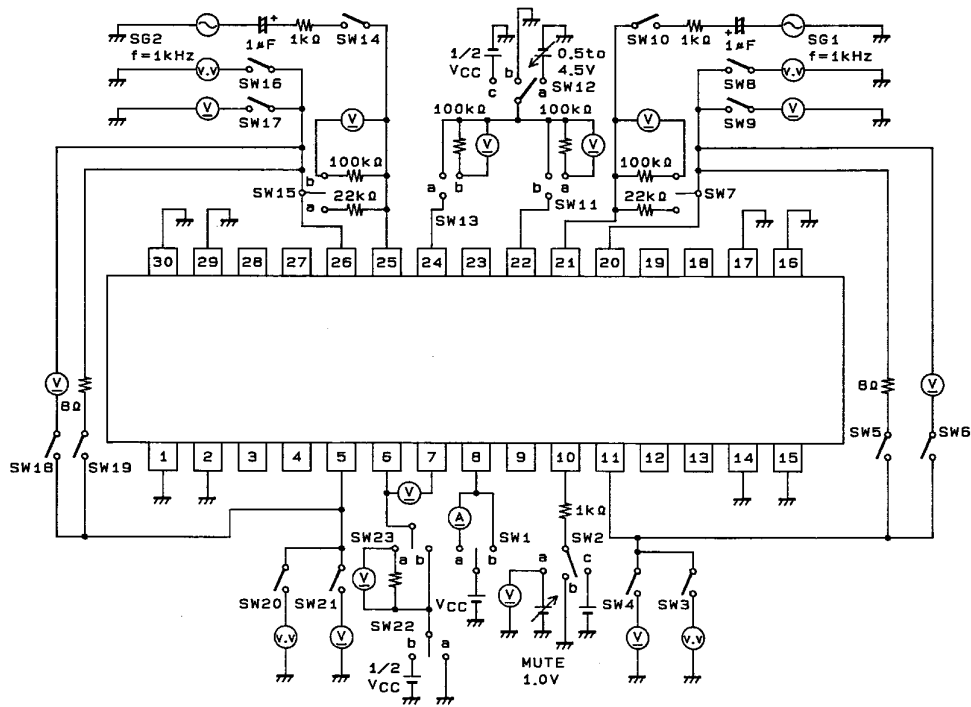 SG2
f=1kHz
1µF
+
1kΩ
SW14
1/2
VCC
b
c
a
0.5to
4.5V
SW12
SW10
1kΩ
+
1µF
SG1
f=1kHz
V.V
SW16
SW8
V.V
V
SW17
SW9
V
V
100kΩ
V
100kΩ
V
V
100kΩ
b
SW15
a
22kΩ
a
b
SW13
b
a
SW11
100kΩ
22kΩ
SW7
30
29
28
27
26
25
24
23
22
21
20
19
18
17
16
V
8Ω
8Ω
V
SW18
SW19
SW5
SW6
1
2
3
4
5
6
7
8
9
10
11
12
13
14
15
V
A
1kΩ
SW23
a
b
SW1
a
b
SW2
a
b
c
V
V
SW20
SW21
SW22
VCC
SW4
SW3
V.V
V
b
a
1/2
VCC
MUTE
1.0V
V
V.V